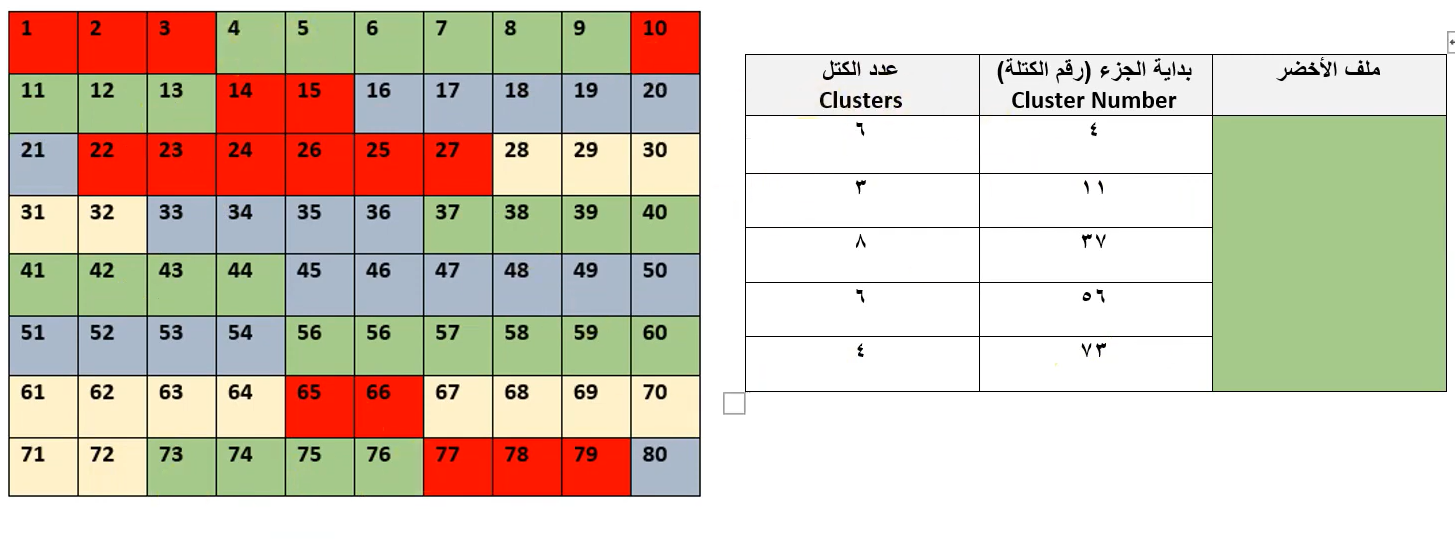 1 2 3 4 5 6 7 8 9 10
11 12 13 14 15 16 17 18 19 20
21 22 23 24 26 25 27 28 29 30
31 32 33 34 35 36 37 38 39 40
41 42 43 44 45 46 47 48 49 50
51 52 53 54 56 56 57 58 59 60
61 62 63 64 65 66 67 68 69 70
71 72 73 74 75 76 77 78 79 80
ملف الأخضر
بداية الجزء (رقم الكتلة)
Cluster Number
عدد الكتل
Clusters
٤ ٦
١١ ٣
٣٧ ٨
٥٦ ٦
٧٣ ٤